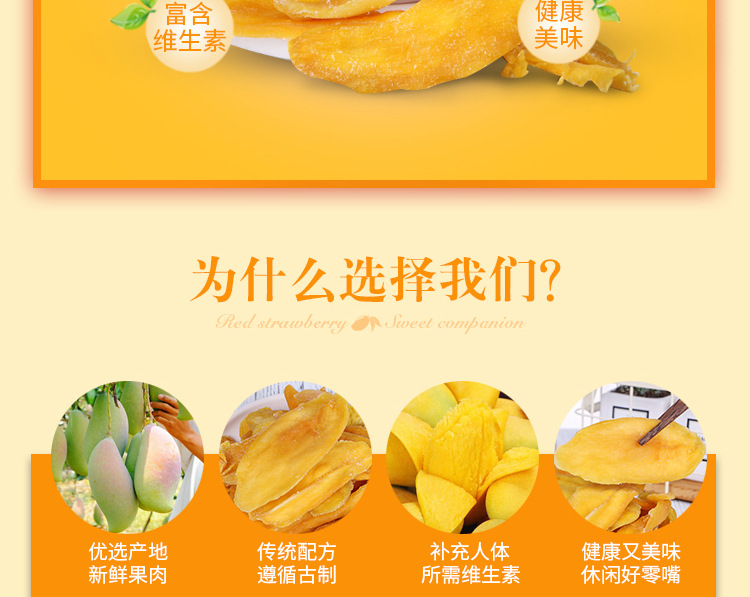 富含
维生素
健康
美味
为什么选择我们?
Red strawberry Sweet companion
优选产地
新鲜果肉
传统配方
遵循古制
补充人体
所需维生素
健康又美味
休闲好零嘴